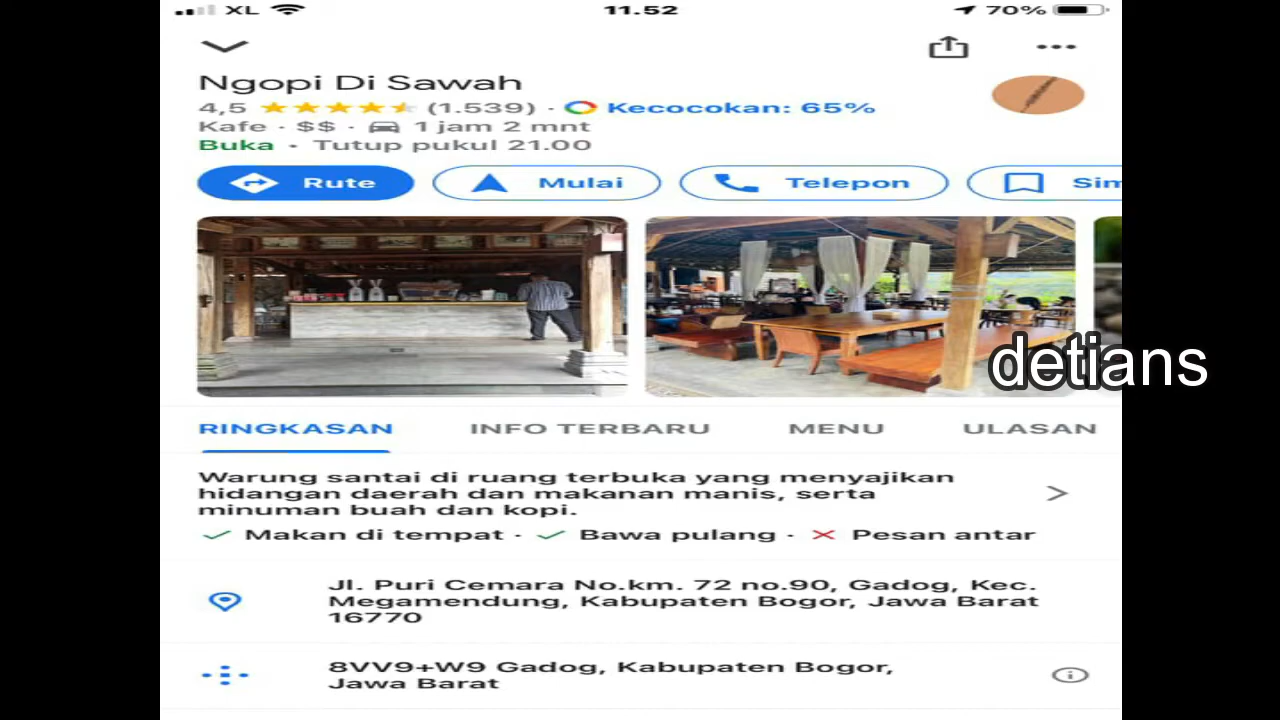 XL 11.52 70%
Ngopi Di Sawah
4,5 (1.539) · Kecocokan: 65%
Kafe · $$ · 1 jam 2 mnt
Buka · Tutup pukul 21.00
Rute Mulai Telepon Sim
detians
RINGKASAN INFO TERBARU MENU ULASAN
Warung santai di ruang terbuka yang menyajikan
hidangan daerah dan makanan manis, serta
minuman buah dan kopi.
Makan di tempat · Bawa pulang · Pesan antar
Jl. Puri Cemara No.km. 72 no.90, Gadog, Kec.
Megamendung, Kabupaten Bogor, Jawa Barat
16770
8VV9+W9 Gadog, Kabupaten Bogor,
Jawa Barat